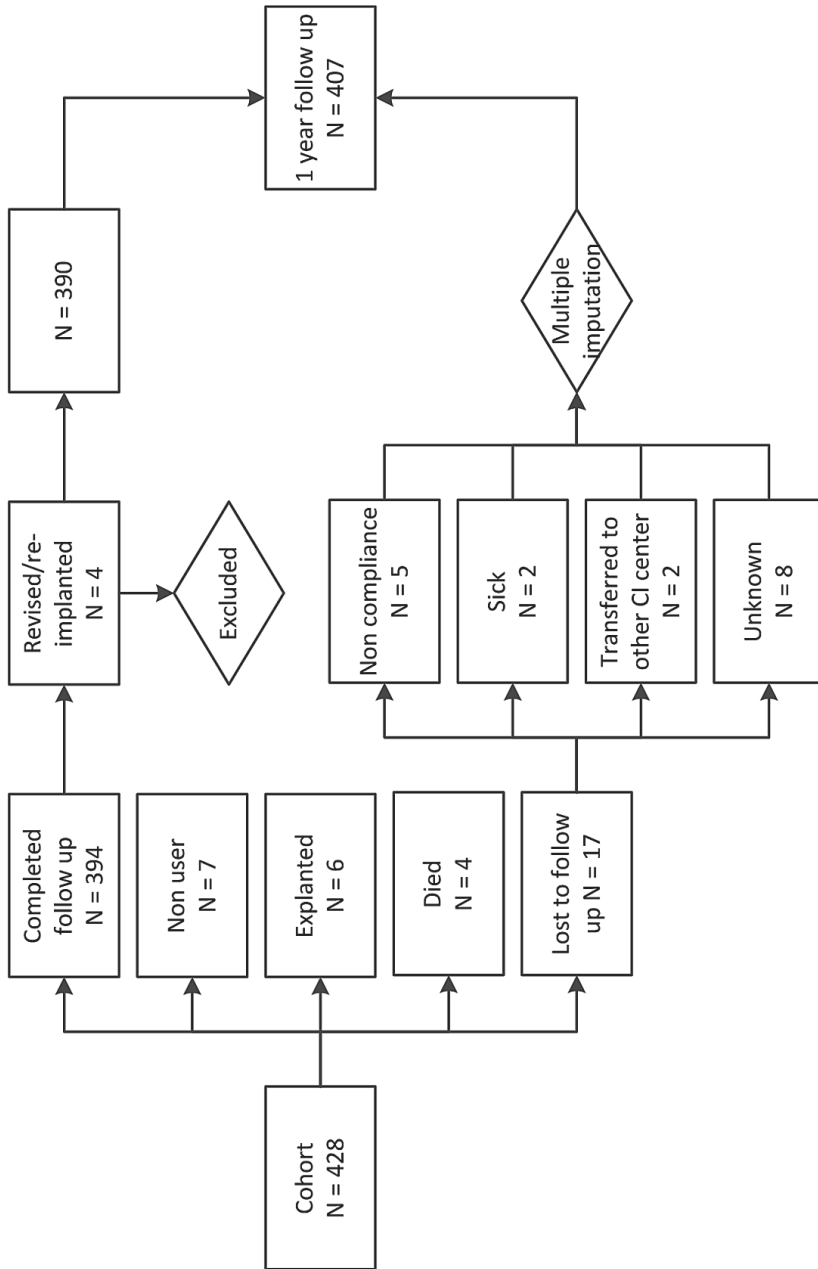 Cohort
N = 428
Completed
follow up
N = 394
Non user
N = 7
Explanted
N = 6
Died
N = 4
Lost to follow
up N = 17
Revised/re-
implanted
N = 4
Excluded
N = 390
Non compliance
N = 5
Sick
N = 2
Transferred to
other CI center
N = 2
Unknown
N = 8
Multiple
imputation
1 year follow up
N = 407